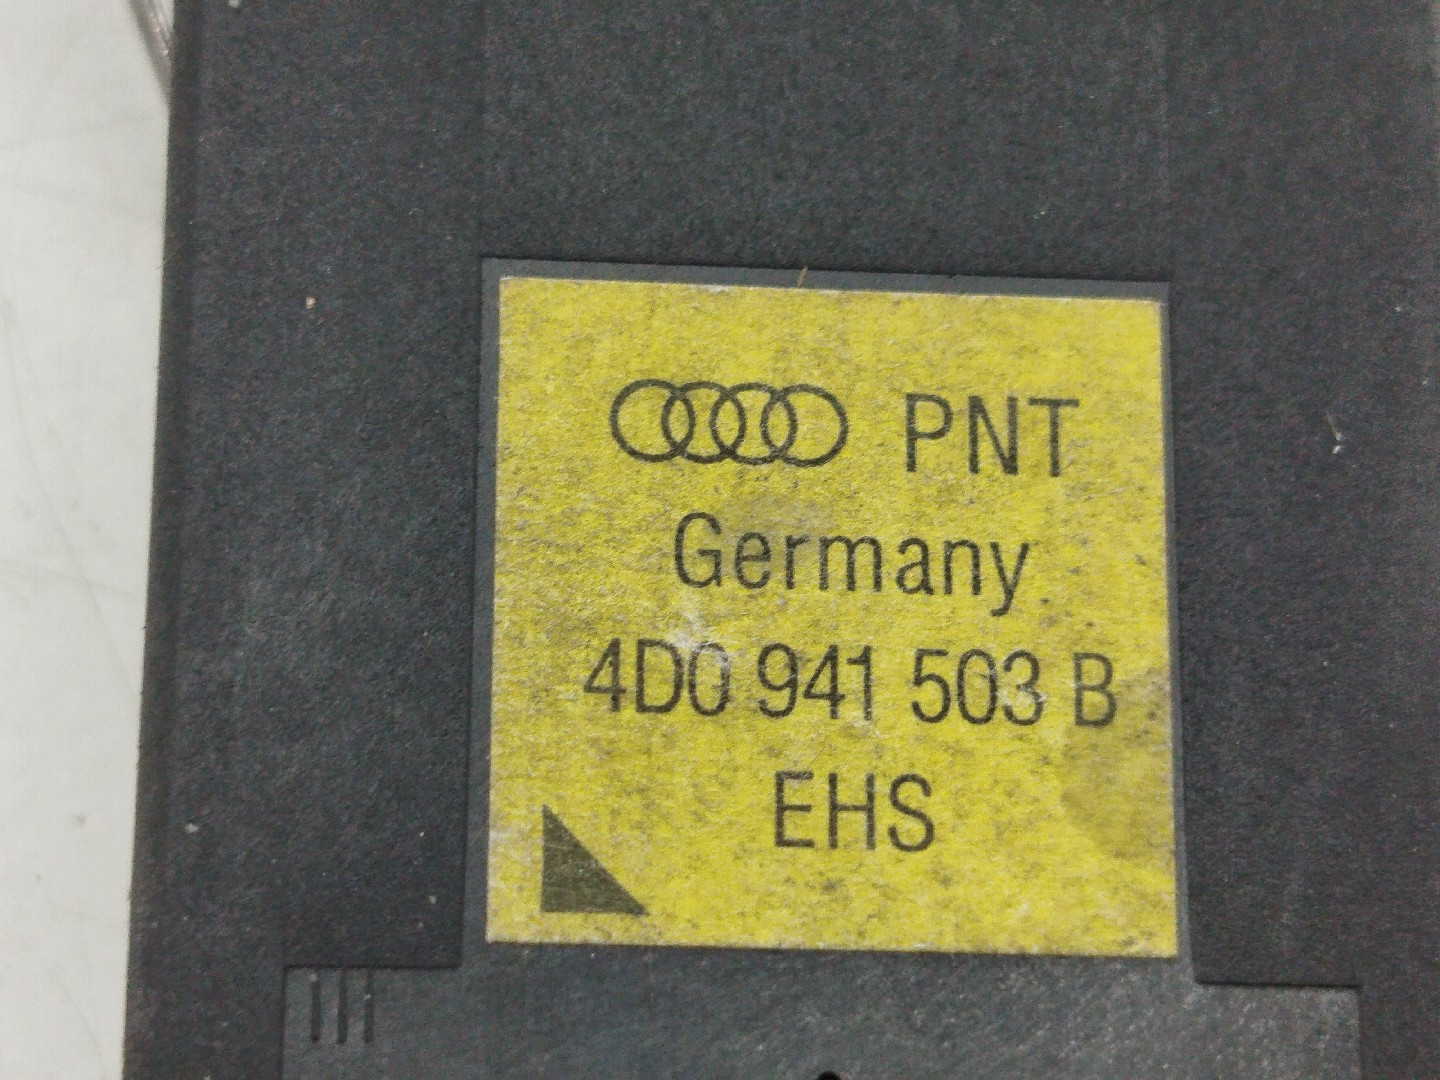 PNT
Germany
4D0 941 503 B
EHS